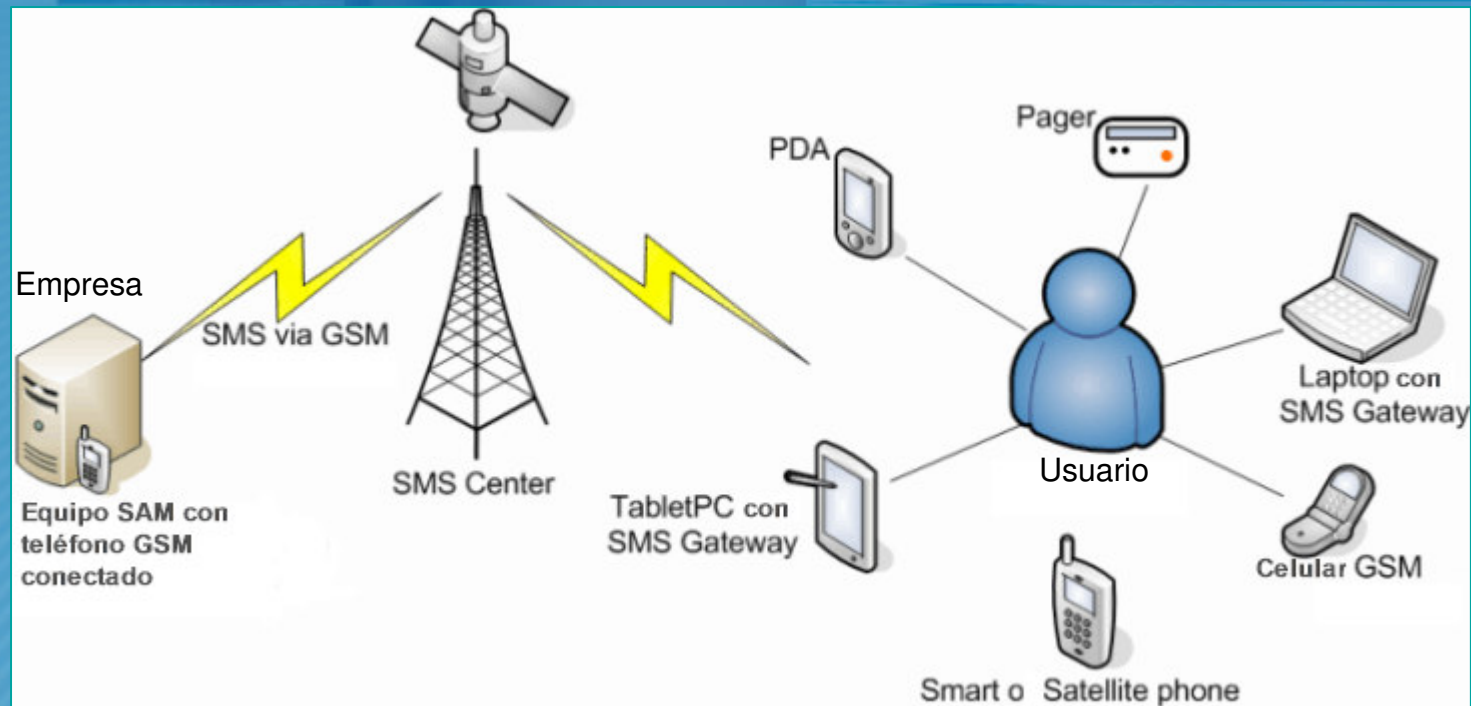 Empresa
SMS via GSM
Equipo SAM con
teléfono GSM
conectado
SMS Center
PDA
Pager
Laptop con
SMS Gateway
Usuario
TabletPC con
SMS Gateway
Celular GSM
Smart o Satellite phone